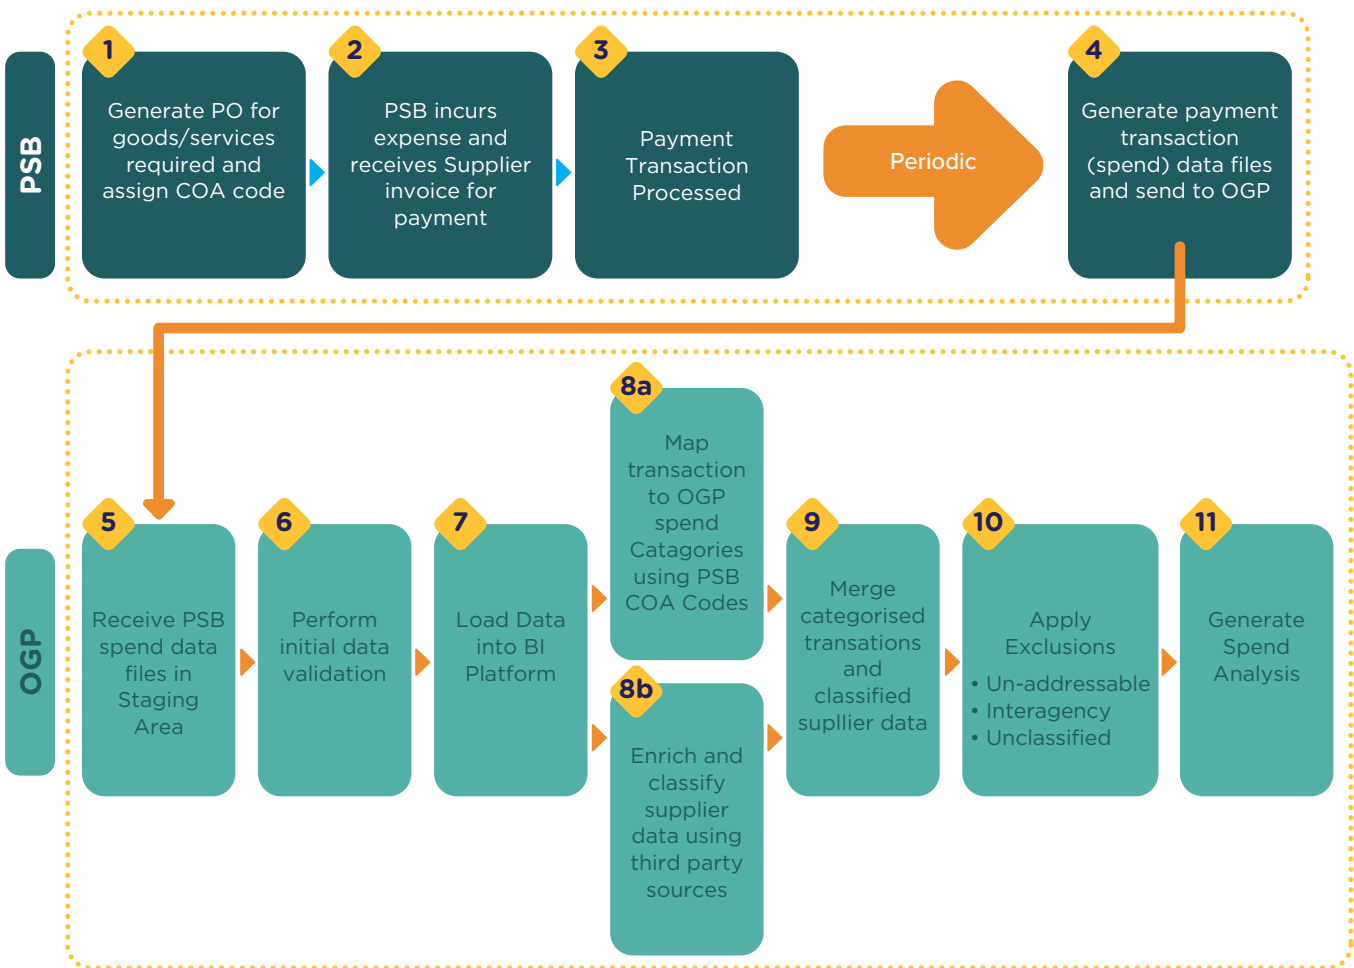 PSB
1
Generate PO for
goods/services
required and
assign COA code
2
PSB incurs
expense and
receives Supplier
invoice for
payment
3
Payment
Transaction
Processed
Periodic
4
Generate payment
transaction
(spend) data files
and send to OGP
OGP
5
Receive PSB
spend data
files in
Staging
Area
6
Perform
initial data
validation
7
Load Data
into BI
Platform
8a
Map
transaction
to OGP
spend
Catagories
using PSB
COA Codes
8b
Enrich and
classify
supplier
data using
third party
sources
9
Merge
categorised
transations
and
classified
supllier data
10
Apply
Exclusions
• Un-addressable
• Interagency
• Unclassified
11
Generate
Spend
Analysis